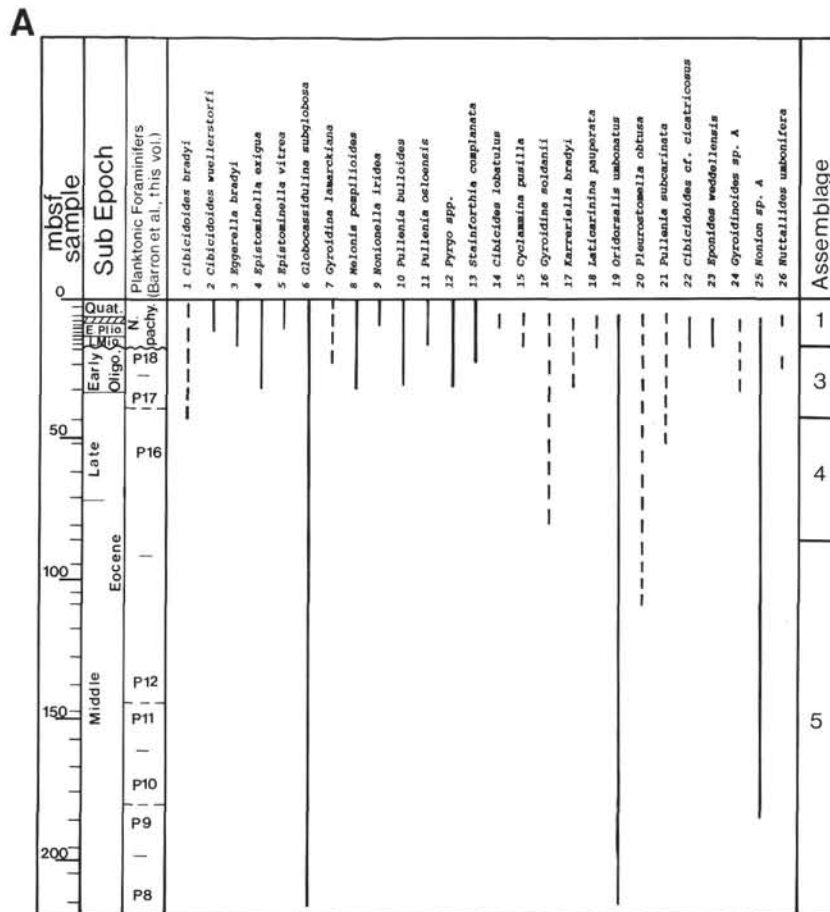 A
mbsf
sample
Sub Epoch
Planktonic Foraminifers
(Barron et al., this vol.)
1 Cibicidoides bradyi
2 Cibicidoides wuellerstorfi
3 Eggerella bradyi
4 Epistominella exigua
5 Epistominella vitrea
6 Globocassidulina subglobosa
7 Gyroidina lamarckiana
8 Melonis pompilioides
9 Nonionella iridea
10 Pullenia bulloides
11 Pullenia osloensis
12 Pyrgo spp.
13 Stainforthia complanata
14 Cibicides lobatulus
15 Cyclammina pusilla
16 Gyroidina soldanii
17 Karreriella bradyi
18 Laticarinina pauperata
19 Oridorsalis umbonatus
20 Pleurostomella obtusa
21 Pullenia subcarinata
22 Cibicidoides cf. cicatricosus
23 Eponides weddellensis
24 Gyroidinoides sp. A
25 Nonion sp. A
26 Nuttallides umbonifera
Assemblage
0
50
100
150
200
Quat.
E Plio.
L Mio.
Early
Oligo.
Late
Middle
Eocene
N.
pachy.
P18
P17
P16
P12
P11
P10
P9
P8
1
3
4
5